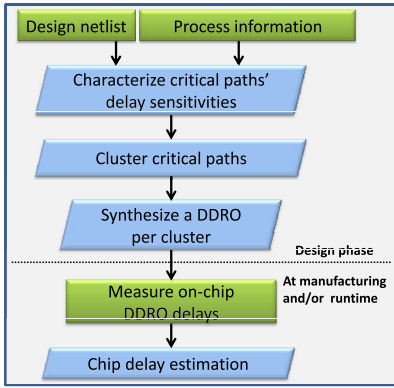 Design netlist
Process information
Characterize critical paths'
delay sensitivities
Cluster critical paths
Synthesize a DDRO
per cluster
Design phase
At manufacturing
and/or runtime
Measure on-chip
DDRO delays
Chip delay estimation